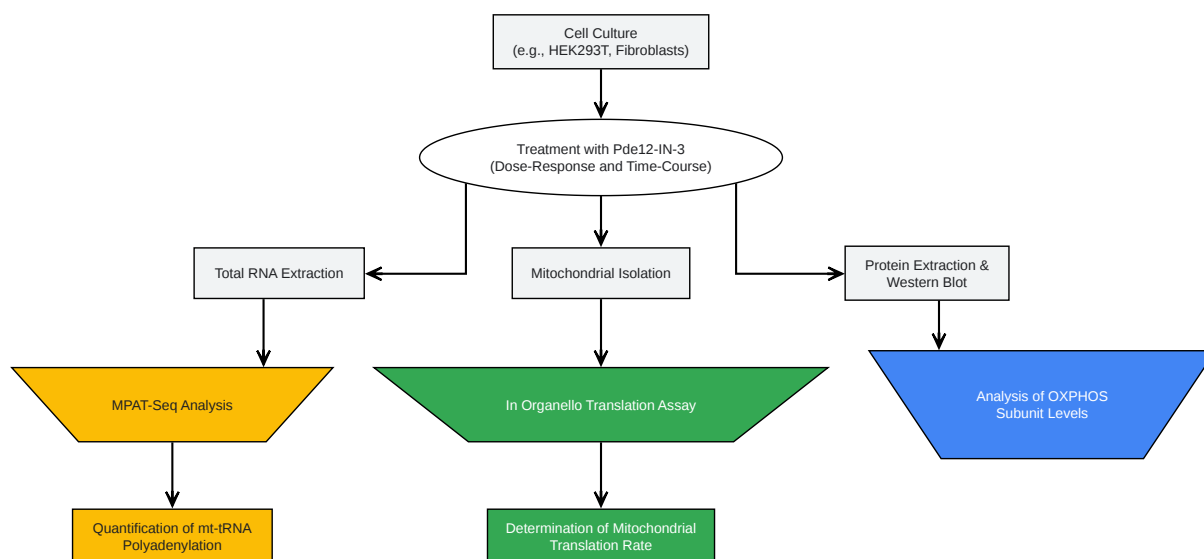 Cell Culture
(e.g., HEK293T, Fibroblasts)
Treatment with Pde12-IN-3
(Dose-Response and Time-Course)
Total RNA Extraction
Mitochondrial Isolation
Protein Extraction &
Western Blot
MPAT-Seq Analysis
In Organello Translation Assay
Analysis of OXPHOS
Subunit Levels
Quantification of mt-tRNA
Polyadenylation
Determination of Mitochondrial
Translation Rate